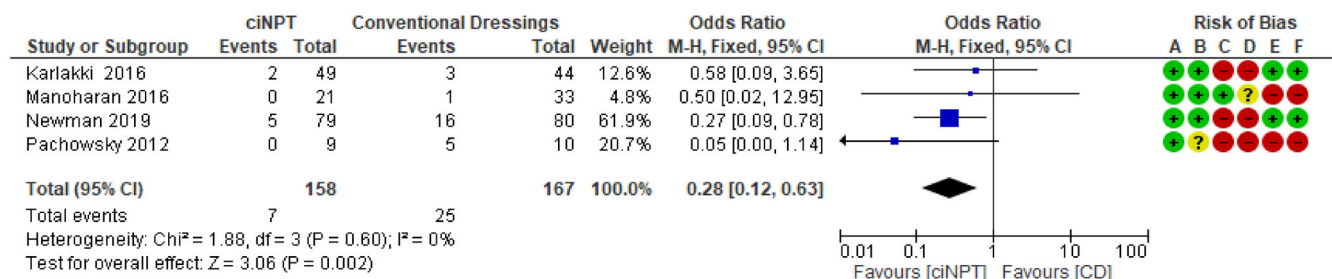 ciNPT Conventional Dressings Odds Ratio Odds Ratio Risk of Bias
Study or Subgroup Events Total Events Total Weight M-H, Fixed, 95% CI M-H, Fixed, 95% CI A B C D E F
Karlakki 2016 2 49 3 44 12.6% 0.58 [0.09, 3.65] + + - - + +
Manoharan 2016 0 21 1 33 4.8% 0.50 [0.02, 12.95] + + + ? - -
Newman 2019 5 79 16 80 61.9% 0.27 [0.09, 0.78] + + - - + +
Pachowsky 2012 0 9 5 10 20.7% 0.05 [0.00, 1.14] + ? - - - -
Total (95% CI) 158 167 100.0% 0.28 [0.12, 0.63]
Total events 7 25
Heterogeneity: Chi² = 1.88, df = 3 (P = 0.60); I² = 0%
Test for overall effect: Z = 3.06 (P = 0.002)
0.01 0.1 1 10 100
Favours [ciNPT] Favours [CD]